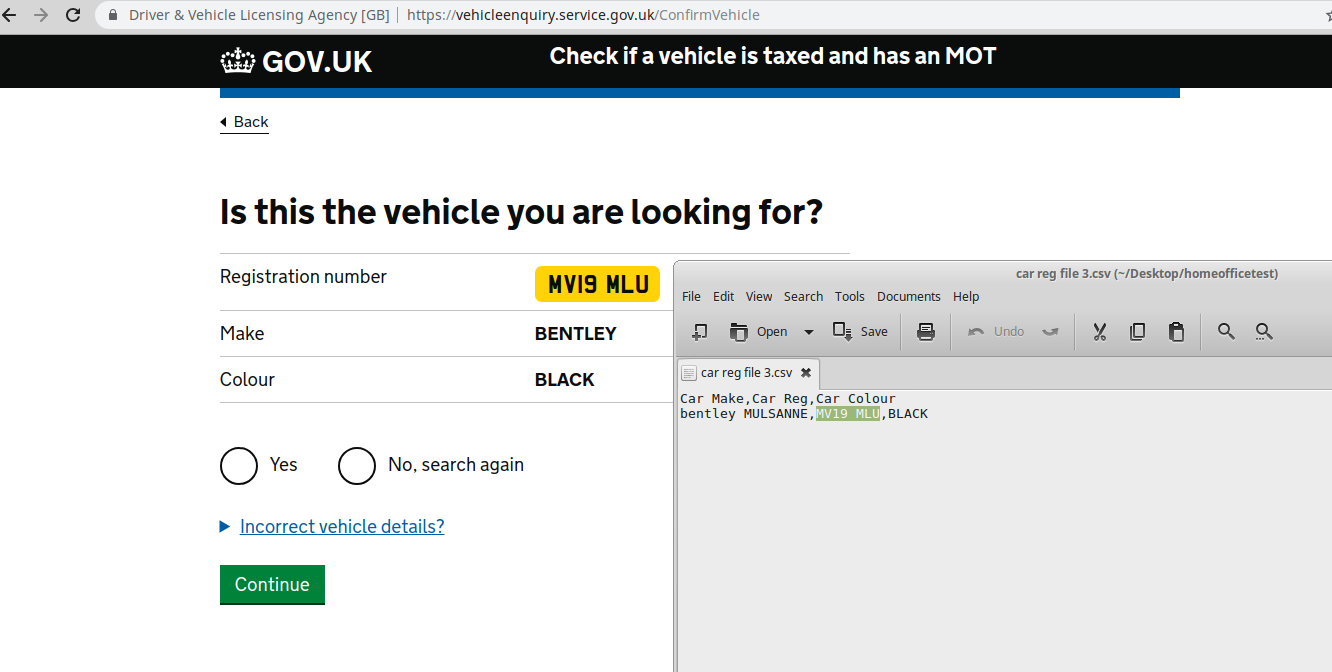 Driver & Vehicle Licensing Agency [GB] https://vehicleenquiry.service.gov.uk/ConfirmVehicle
GOV.UK
Check if a vehicle is taxed and has an MOT
Back
Is this the vehicle you are looking for?
Registration number MV19 MLU
Make BENTLEY
Colour BLACK
Yes No, search again
Incorrect vehicle details?
Continue
car reg file 3.csv (~/Desktop/homeofficetest)
File Edit View Search Tools Documents Help
Open Save Undo
car reg file 3.csv
Car Make,Car Reg,Car Colour
bentley MULSANNE,MV19 MLU,BLACK